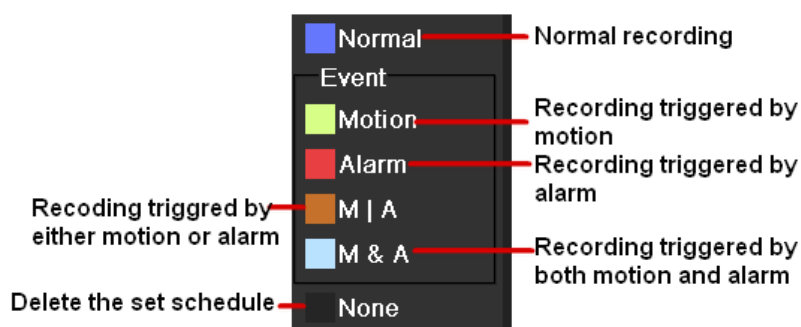 Normal
Normal recording
Event
Motion
Recording triggered by
motion
Alarm
Recording triggered by
alarm
Recoding triggred by
either motion or alarm
M | A
M & A
Recording triggered by
both motion and alarm
Delete the set schedule
None